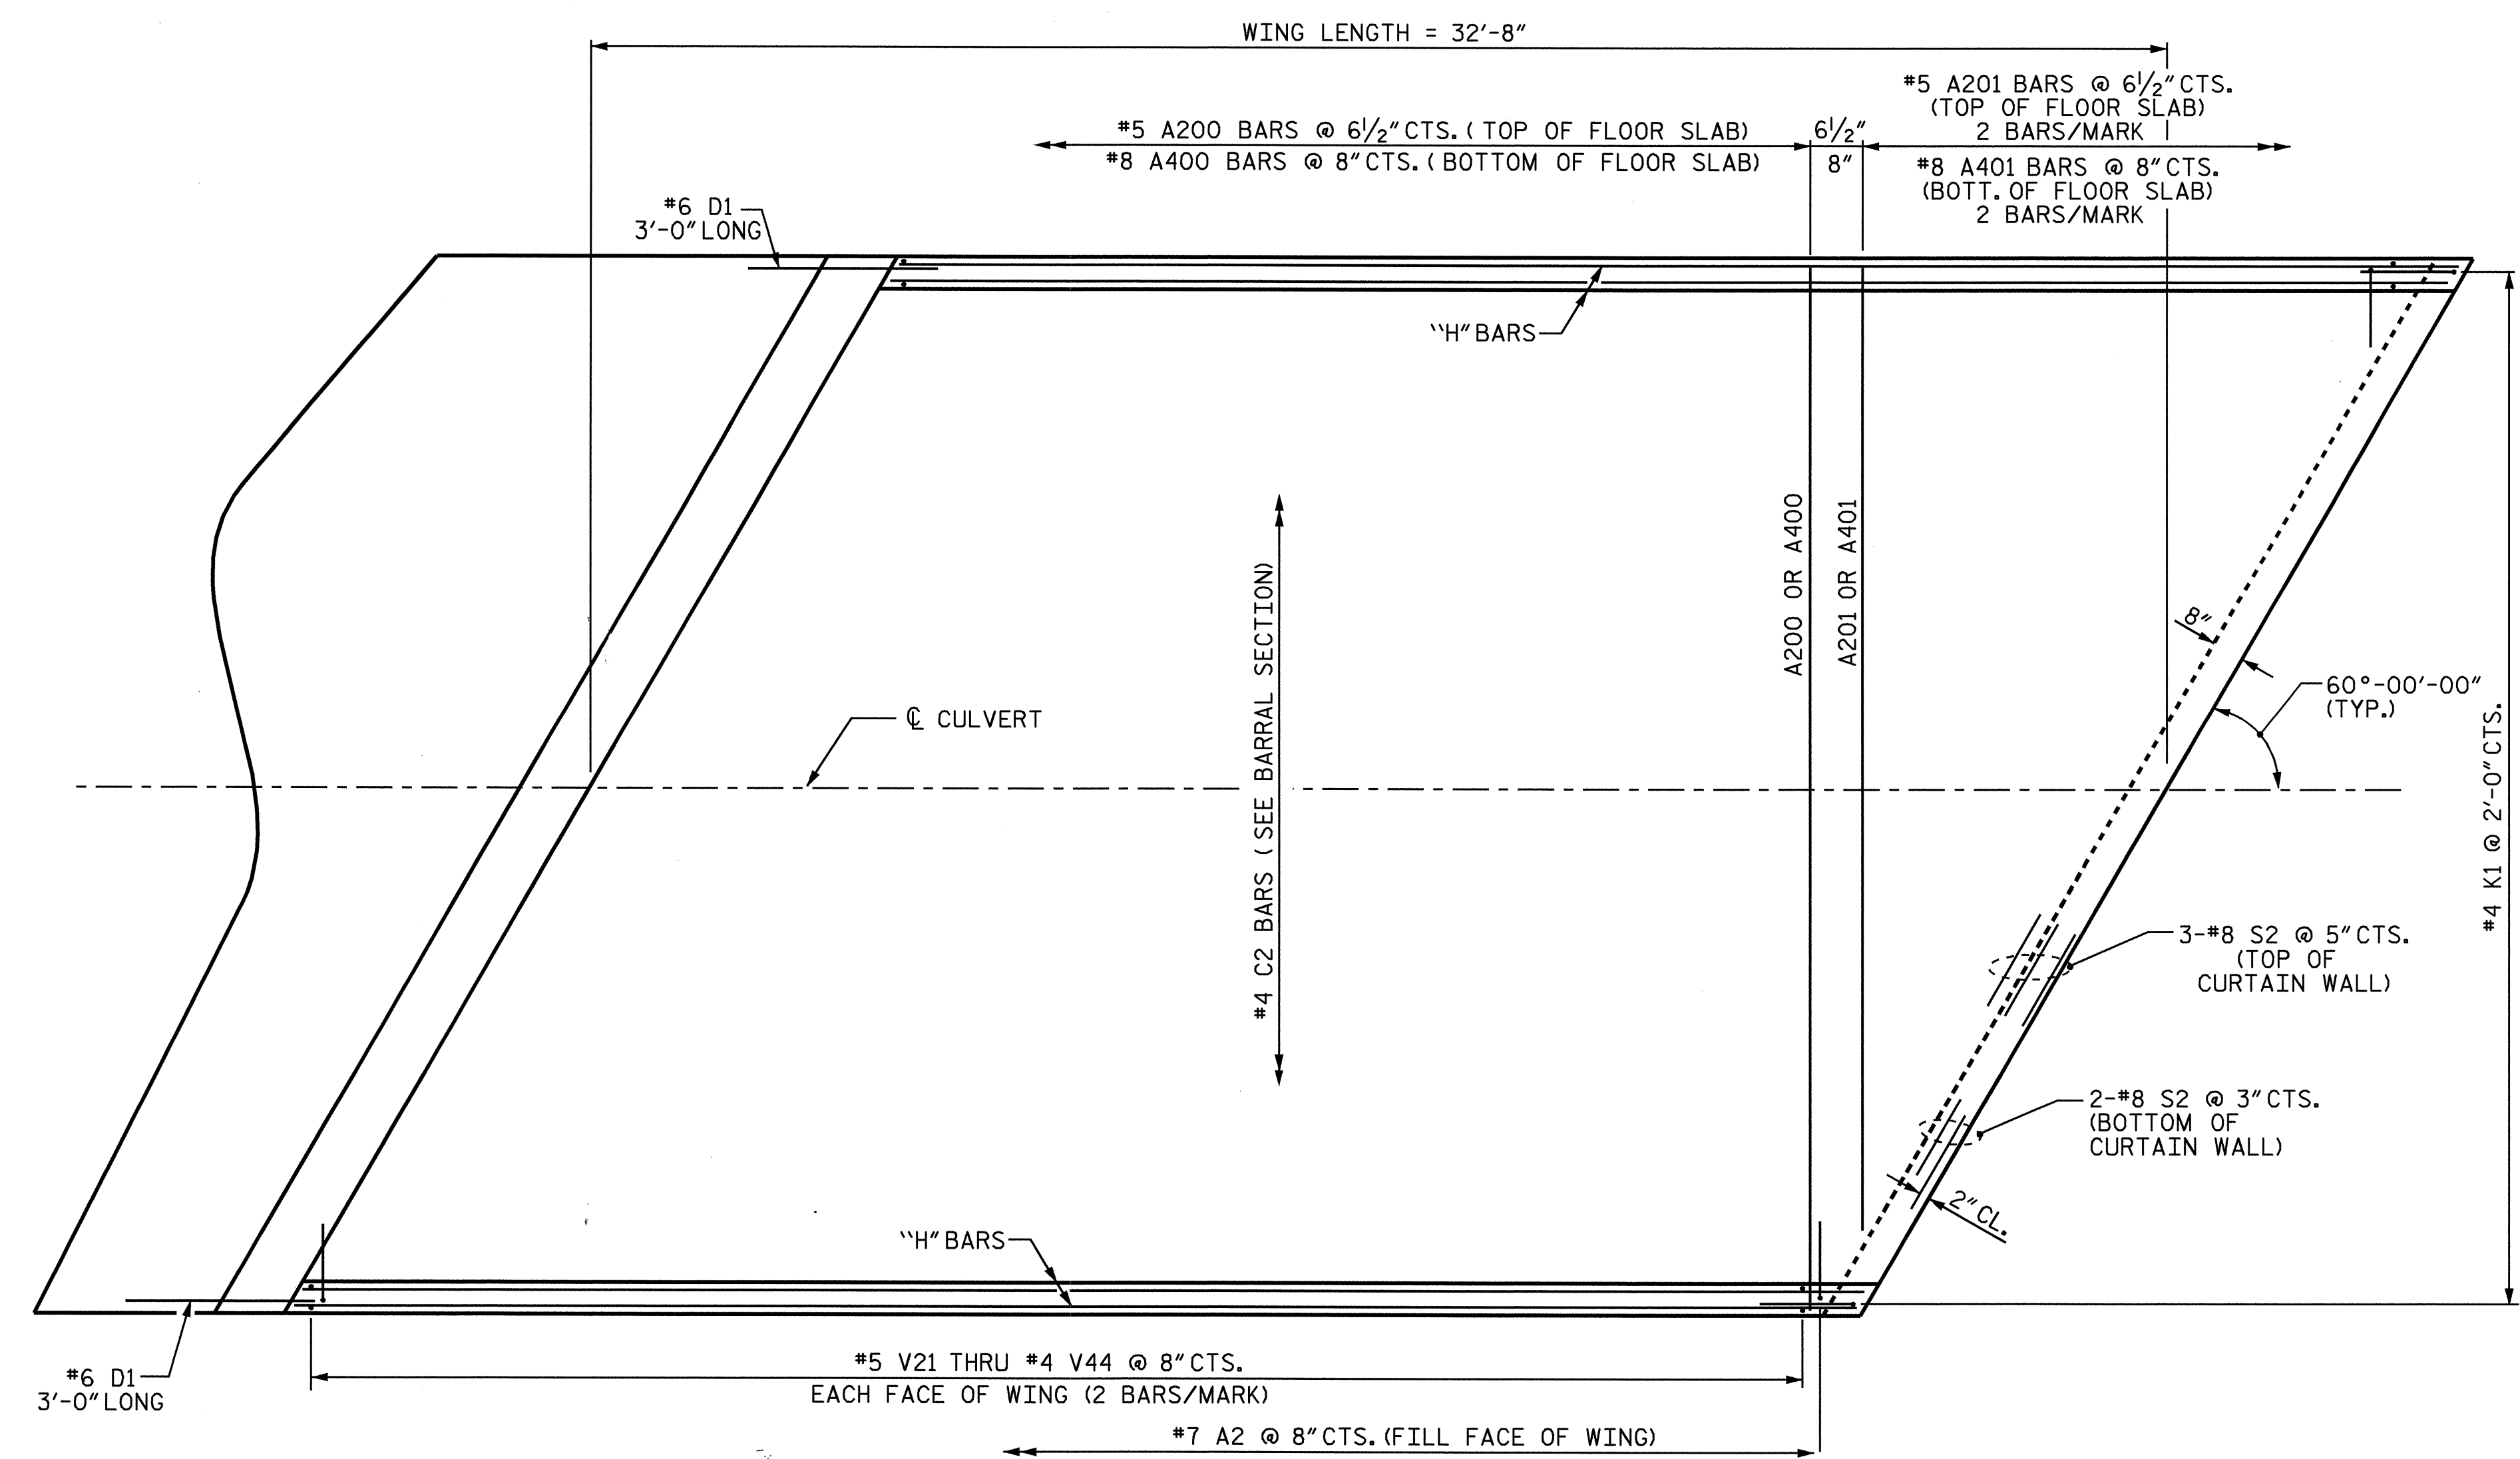 WING LENGTH = 32'-8"
#5 A201 BARS @ 6½" CTS.
(TOP OF FLOOR SLAB)
2 BARS/MARK
#5 A200 BARS @ 6½" CTS. (TOP OF FLOOR SLAB)
6½"
#8 A400 BARS @ 8" CTS. (BOTTOM OF FLOOR SLAB)
8"
#8 A401 BARS @ 8" CTS.
(BOTT. OF FLOOR SLAB)
2 BARS/MARK
#6 D1
3'-0" LONG
"H" BARS
A200 OR A400
A201 OR A401
#4 C2 BARS (SEE BARRAL SECTION)
8"
60°-00'-00"
(TYP.)
℄ CULVERT
#4 K1 @ 2'-0" CTS.
3-#8 S2 @ 5" CTS.
(TOP OF
CURTAIN WALL)
2-#8 S2 @ 3" CTS.
(BOTTOM OF
CURTAIN WALL)
2" CL.
"H" BARS
#6 D1
3'-0" LONG
#5 V21 THRU #4 V44 @ 8" CTS.
EACH FACE OF WING (2 BARS/MARK)
#7 A2 @ 8" CTS. (FILL FACE OF WING)